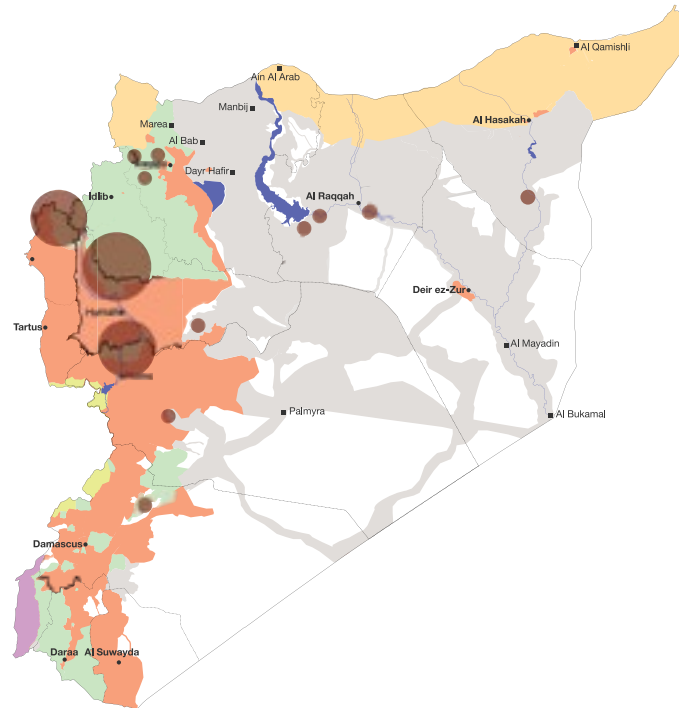 Al Qamishli
Ain Al Arab
Manbij
Al Hasakah
Marea
Al Bab
Dayr Hafir
Idlib
Al Raqqah
Deir ez-Zur
Tartus
Al Mayadin
Palmyra
Al Bukamal
Damascus
Daraa
Al Suwayda